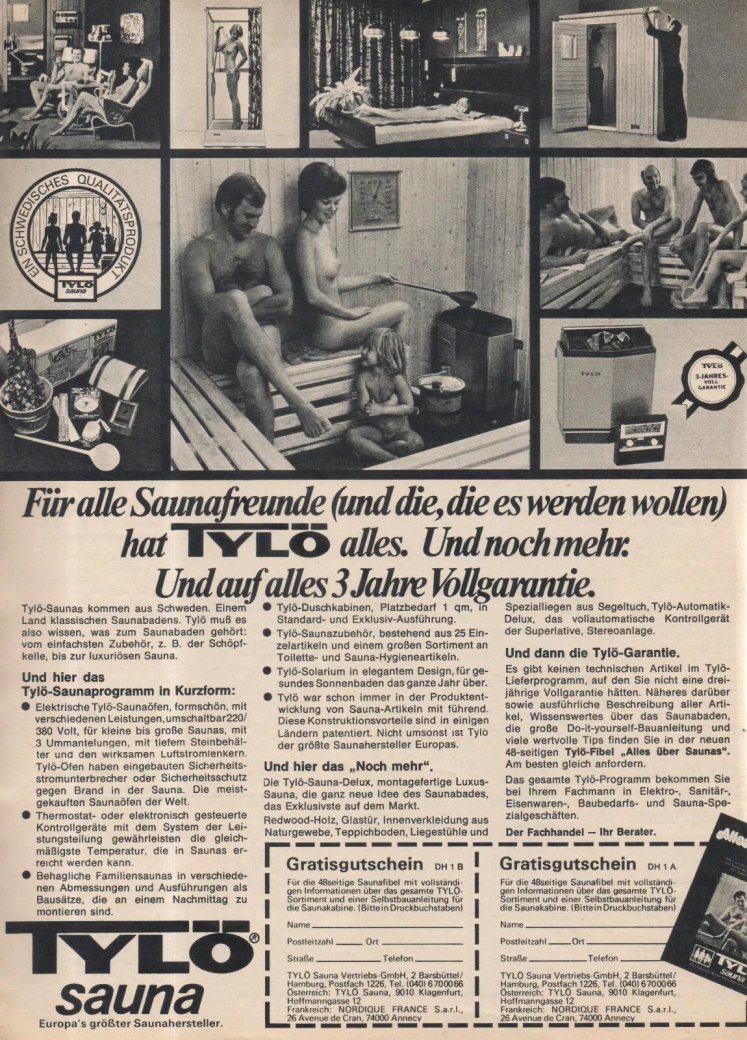 EIN SCHWEDISCHES QUALITÄTSPRODUKT
TYLÖ
sauna
TYLÖ
TYLÖ
TYLÖ
3-JAHRES-
VOLL-
GARANTIE
Für alle Saunafreunde (und die, die es werden wollen)
hat TYLÖ alles. Und noch mehr.
Und auf alles 3 Jahre Vollgarantie.
Tylö-Saunas kommen aus Schweden. Einem
Land klassischen Saunabadens. Tylö muß es
also wissen, was zum Saunabaden gehört:
vom einfachsten Zubehör, z. B. der Schöpf-
kelle, bis zur luxuriösen Sauna.
Und hier das
Tylö-Saunaprogramm in Kurzform:
● Elektrische Tylö-Saunaöfen, formschön, mit
verschiedenen Leistungen, umschaltbar 220/
380 Volt, für kleine bis große Saunas, mit
3 Ummantelungen, mit tiefem Steinbehäl-
ter und den wirksamen Luftstromlenkern.
Tylö-Öfen haben eingebauten Sicherheits-
stromunterbrecher oder Sicherheitsschutz
gegen Brand in der Sauna. Die meist-
gekauften Saunaöfen der Welt.
● Thermostat- oder elektronisch gesteuerte
Kontrollgeräte mit dem System der Lei-
stungsteilung gewährleisten die gleich-
mäßigste Temperatur, die in Saunas er-
reicht werden kann.
● Behagliche Familiensaunas in verschiede-
nen Abmessungen und Ausführungen als
Bausätze, die an einem Nachmittag zu
montieren sind.
TYLÖ®
sauna
Europa's größter Saunahersteller.
● Tylö-Duschkabinen, Platzbedarf 1 qm, in
Standard- und Exklusiv-Ausführung.
● Tylö-Saunazubehör, bestehend aus 25 Ein-
zelartikeln und einem großen Sortiment an
Toilette- und Sauna-Hygieneartikeln.
● Tylö-Solarium in elegantem Design, für ge-
sundes Sonnenbaden das ganze Jahr über.
● Tylö war schon immer in der Produktent-
wicklung von Sauna-Artikeln mit führend.
Diese Konstruktionsvorteile sind in einigen
Ländern patentiert. Nicht umsonst ist Tylö
der größte Saunahersteller Europas.
Und hier das „Noch mehr“.
Die Tylö-Sauna-Delux, montagefertige Luxus-
Sauna, die ganz neue Idee des Saunabades,
das Exklusivste auf dem Markt.
Redwood-Holz, Glastür, Innenverkleidung aus
Naturgewebe, Teppichboden, Liegestühle und
Spezialliegen aus Segeltuch, Tylö-Automatik-
Delux, das vollautomatische Kontrollgerät
der Superlative, Stereoanlage.
Und dann die Tylö-Garantie.
Es gibt keinen technischen Artikel im Tylö-
Lieferprogramm, auf den Sie nicht eine drei-
jährige Vollgarantie hätten. Näheres darüber
sowie ausführliche Beschreibung aller Arti-
kel, Wissenswertes über das Saunabaden,
die große Do-it-yourself-Bauanleitung und
viele wertvolle Tips finden Sie in der neuen
48-seitigen Tylö-Fibel „Alles über Saunas“.
Am besten gleich anfordern.
Das gesamte Tylö-Programm bekommen Sie
bei Ihrem Fachmann in Elektro-, Sanitär-,
Eisenwaren-, Baubedarfs- und Sauna-Spe-
zialgeschäften.
Der Fachhandel — Ihr Berater.
Gratisgutschein DH 1 B
Für die 48seitige Saunafibel mit vollständi-
gen Informationen über das gesamte TYLÖ-
Sortiment und einer Selbstbauanleitung für
die Saunakabine. (Bitte in Druckbuchstaben)
Name
Postleitzahl Ort
Straße Telefon
TYLÖ Sauna Vertriebs-GmbH, 2 Barsbüttel/
Hamburg, Postfach 1226, Tel. (040) 6700066
Österreich: TYLÖ Sauna, 9010 Klagenfurt,
Hoffmanngasse 12
Frankreich: NORDIQUE FRANCE S.a.r.l.,
26 Avenue de Cran, 74000 Annecy
Gratisgutschein DH 1 A
Für die 48seitige Saunafibel mit vollständi-
gen Informationen über das gesamte TYLÖ-
Sortiment und einer Selbstbauanleitung für
die Saunakabine. (Bitte in Druckbuchstaben)
Name
Postleitzahl Ort
Straße Telefon
TYLÖ Sauna Vertriebs-GmbH, 2 Barsbüttel/
Hamburg, Postfach 1226, Tel. (040) 6700066
Österreich: TYLÖ Sauna, 9010 Klagenfurt,
Hoffmanngasse 12
Frankreich: NORDIQUE FRANCE S.a.r.l.,
26 Avenue de Cran, 74000 Annecy
sauna